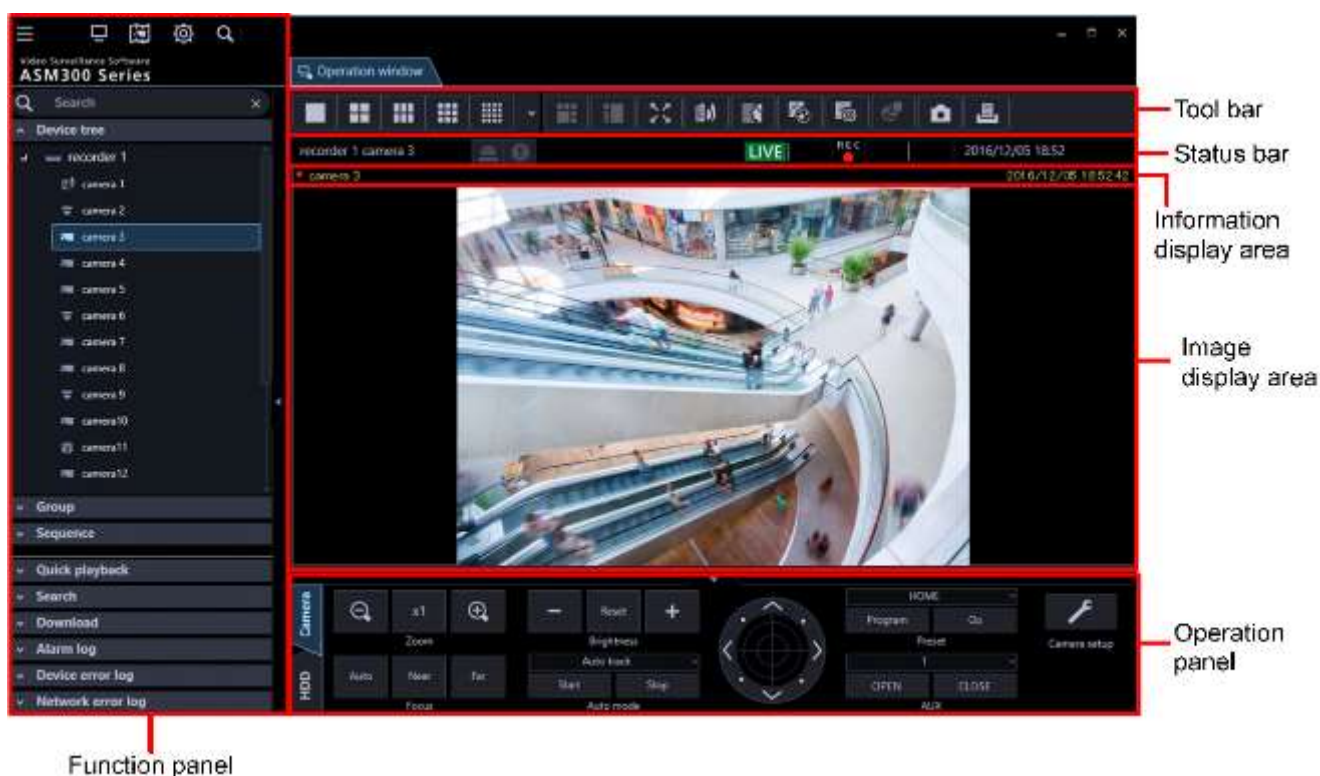 Video Surveillance Software
ASM300 Series
Search
Device tree
recorder 1
camera 1
camera 2
camera 3
camera 4
camera 5
camera 6
camera 7
camera 8
camera 9
camera10
camera11
camera12
Group
Sequence
Quick playback
Search
Download
Alarm log
Device error log
Network error log
Function panel
Operation window
recorder 1 camera 3
LIVE
REC
2016/12/05 18:52
camera 3
2016/12/05 18:52:42
Camera
HDD
x1
Zoom
Auto
Near
Far
Focus
Reset
Brightness
Auto track
Start
Stop
Auto mode
HOME
Program
Go
Preset
1
OPEN
CLOSE
AUX
Camera setup
Tool bar
Status bar
Information
display area
Image
display area
Operation
panel